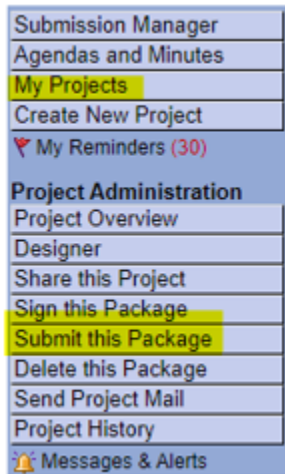 Submission Manager
Agendas and Minutes
My Projects
Create New Project
My Reminders (30)
Project Administration
Project Overview
Designer
Share this Project
Sign this Package
Submit this Package
Delete this Package
Send Project Mail
Project History
Messages & Alerts